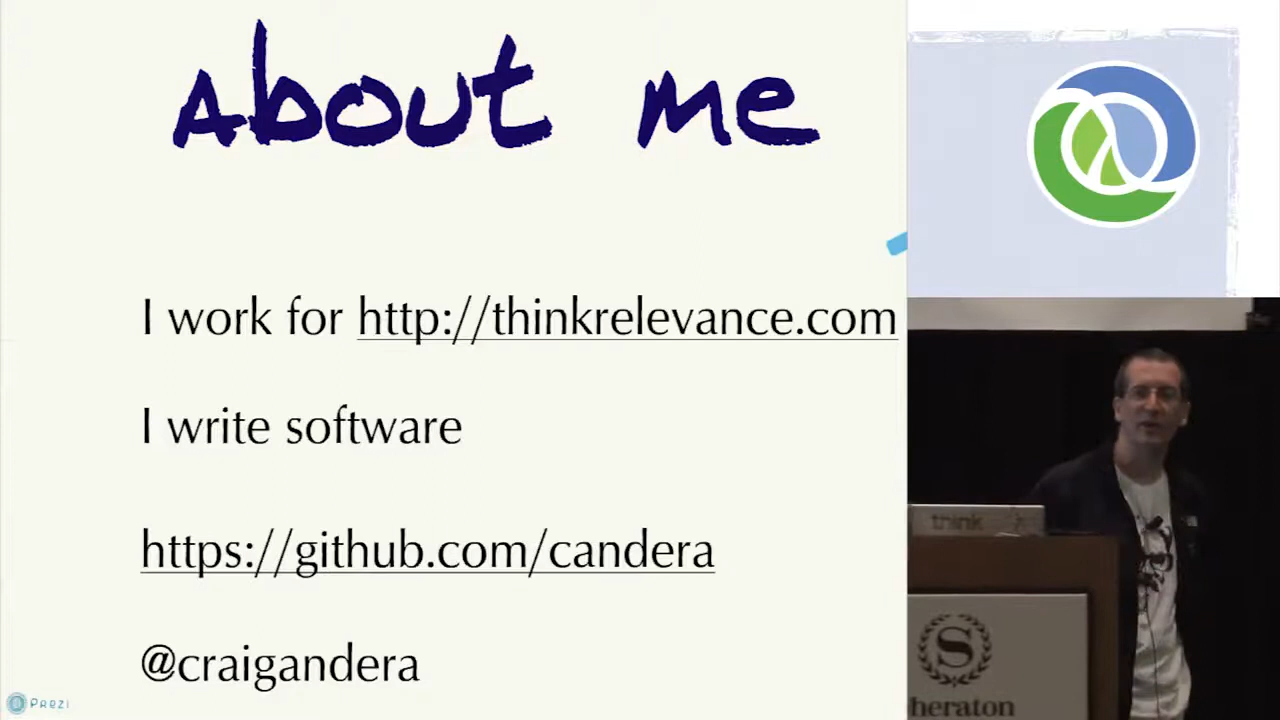 About me
I work for http://thinkrelevance.com
I write software
https://github.com/candera
@craigandera
Prezi
think
S
heraton